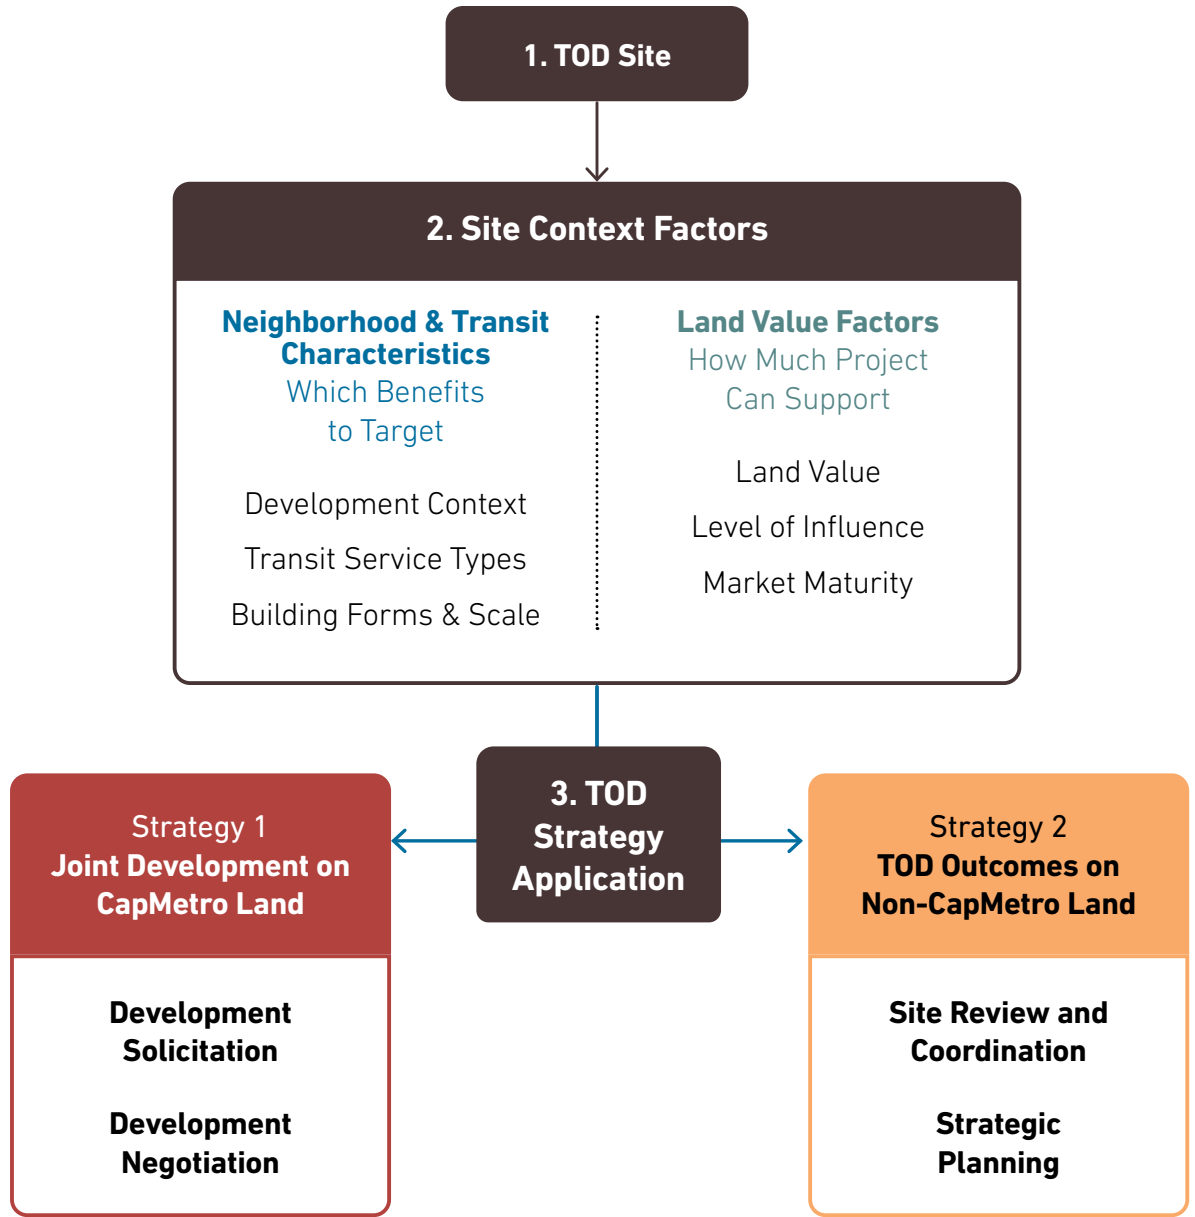 1. TOD Site
2. Site Context Factors
Neighborhood & Transit
Characteristics
Which Benefits
to Target
Development Context
Transit Service Types
Building Forms & Scale
Land Value Factors
How Much Project
Can Support
Land Value
Level of Influence
Market Maturity
3. TOD
Strategy
Application
Strategy 1
Joint Development on
CapMetro Land
Development
Solicitation
Development
Negotiation
Strategy 2
TOD Outcomes on
Non-CapMetro Land
Site Review and
Coordination
Strategic
Planning